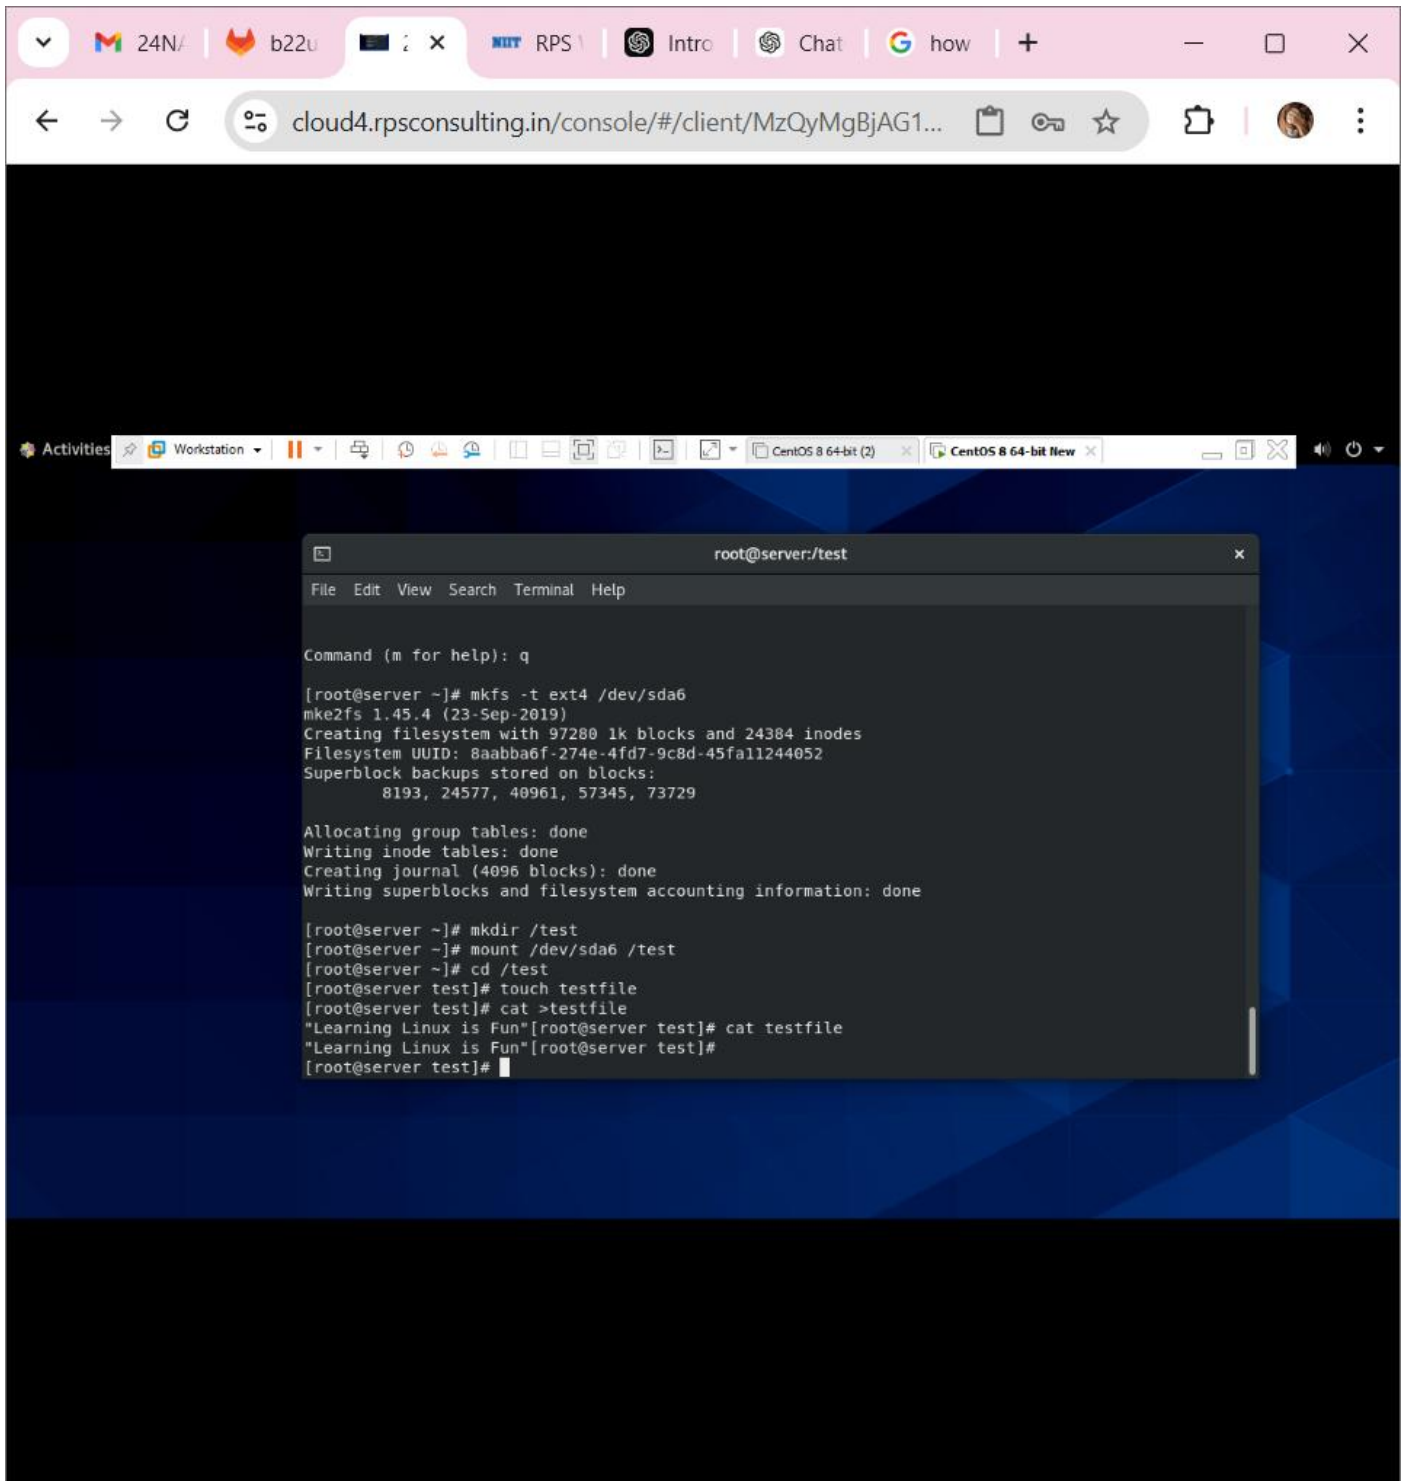 24NA
b22u
2
NIIT RPS
Intro
Chat
how
cloud4.rpsconsulting.in/console/#/client/MzQyMgBjAG1...
Activities
Workstation
CentOS 8 64-bit (2)
CentOS 8 64-bit New
root@server:/test
File Edit View Search Terminal Help
Command (m for help): q
[root@server ~]# mkfs -t ext4 /dev/sda6
mke2fs 1.45.4 (23-Sep-2019)
Creating filesystem with 97280 1k blocks and 24384 inodes
Filesystem UUID: 8aabba6f-274e-4fd7-9c8d-45fa11244052
Superblock backups stored on blocks:
8193, 24577, 40961, 57345, 73729
Allocating group tables: done
Writing inode tables: done
Creating journal (4096 blocks): done
Writing superblocks and filesystem accounting information: done
[root@server ~]# mkdir /test
[root@server ~]# mount /dev/sda6 /test
[root@server ~]# cd /test
[root@server test]# touch testfile
[root@server test]# cat >testfile
"Learning Linux is Fun"[root@server test]# cat testfile
"Learning Linux is Fun"[root@server test]#
[root@server test]#